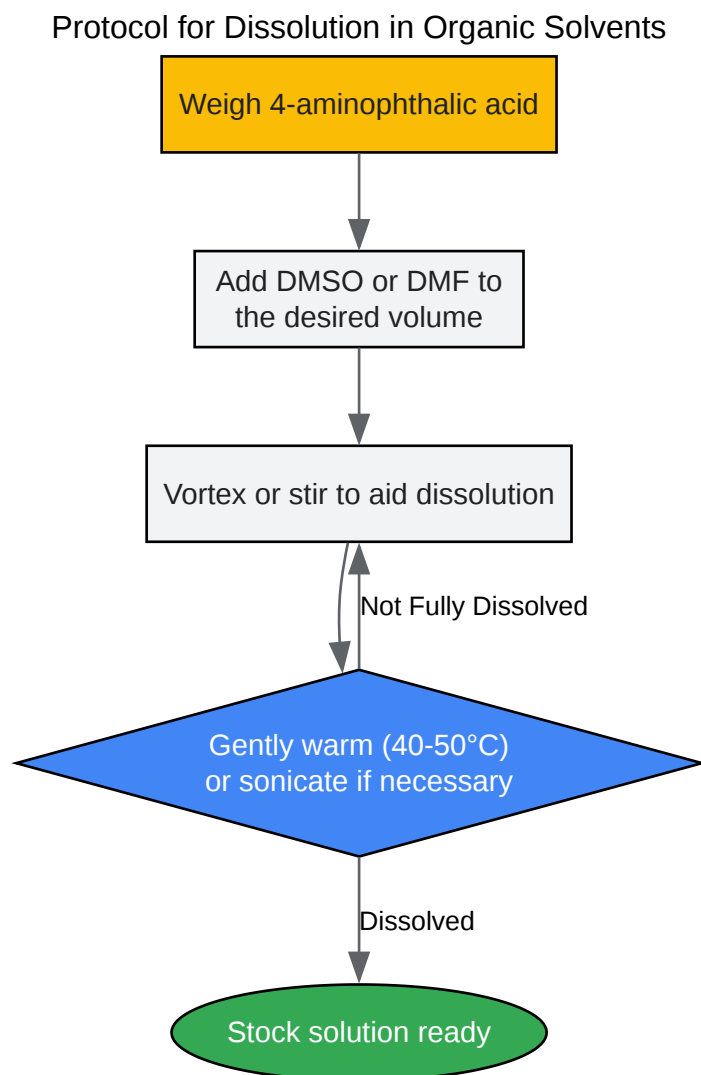 Protocol for Dissolution in Organic Solvents
Weigh 4-aminophthalic acid
Add DMSO or DMF to
the desired volume
Vortex or stir to aid dissolution
Not Fully Dissolved
Gently warm (40-50°C)
or sonicate if necessary
Dissolved
Stock solution ready